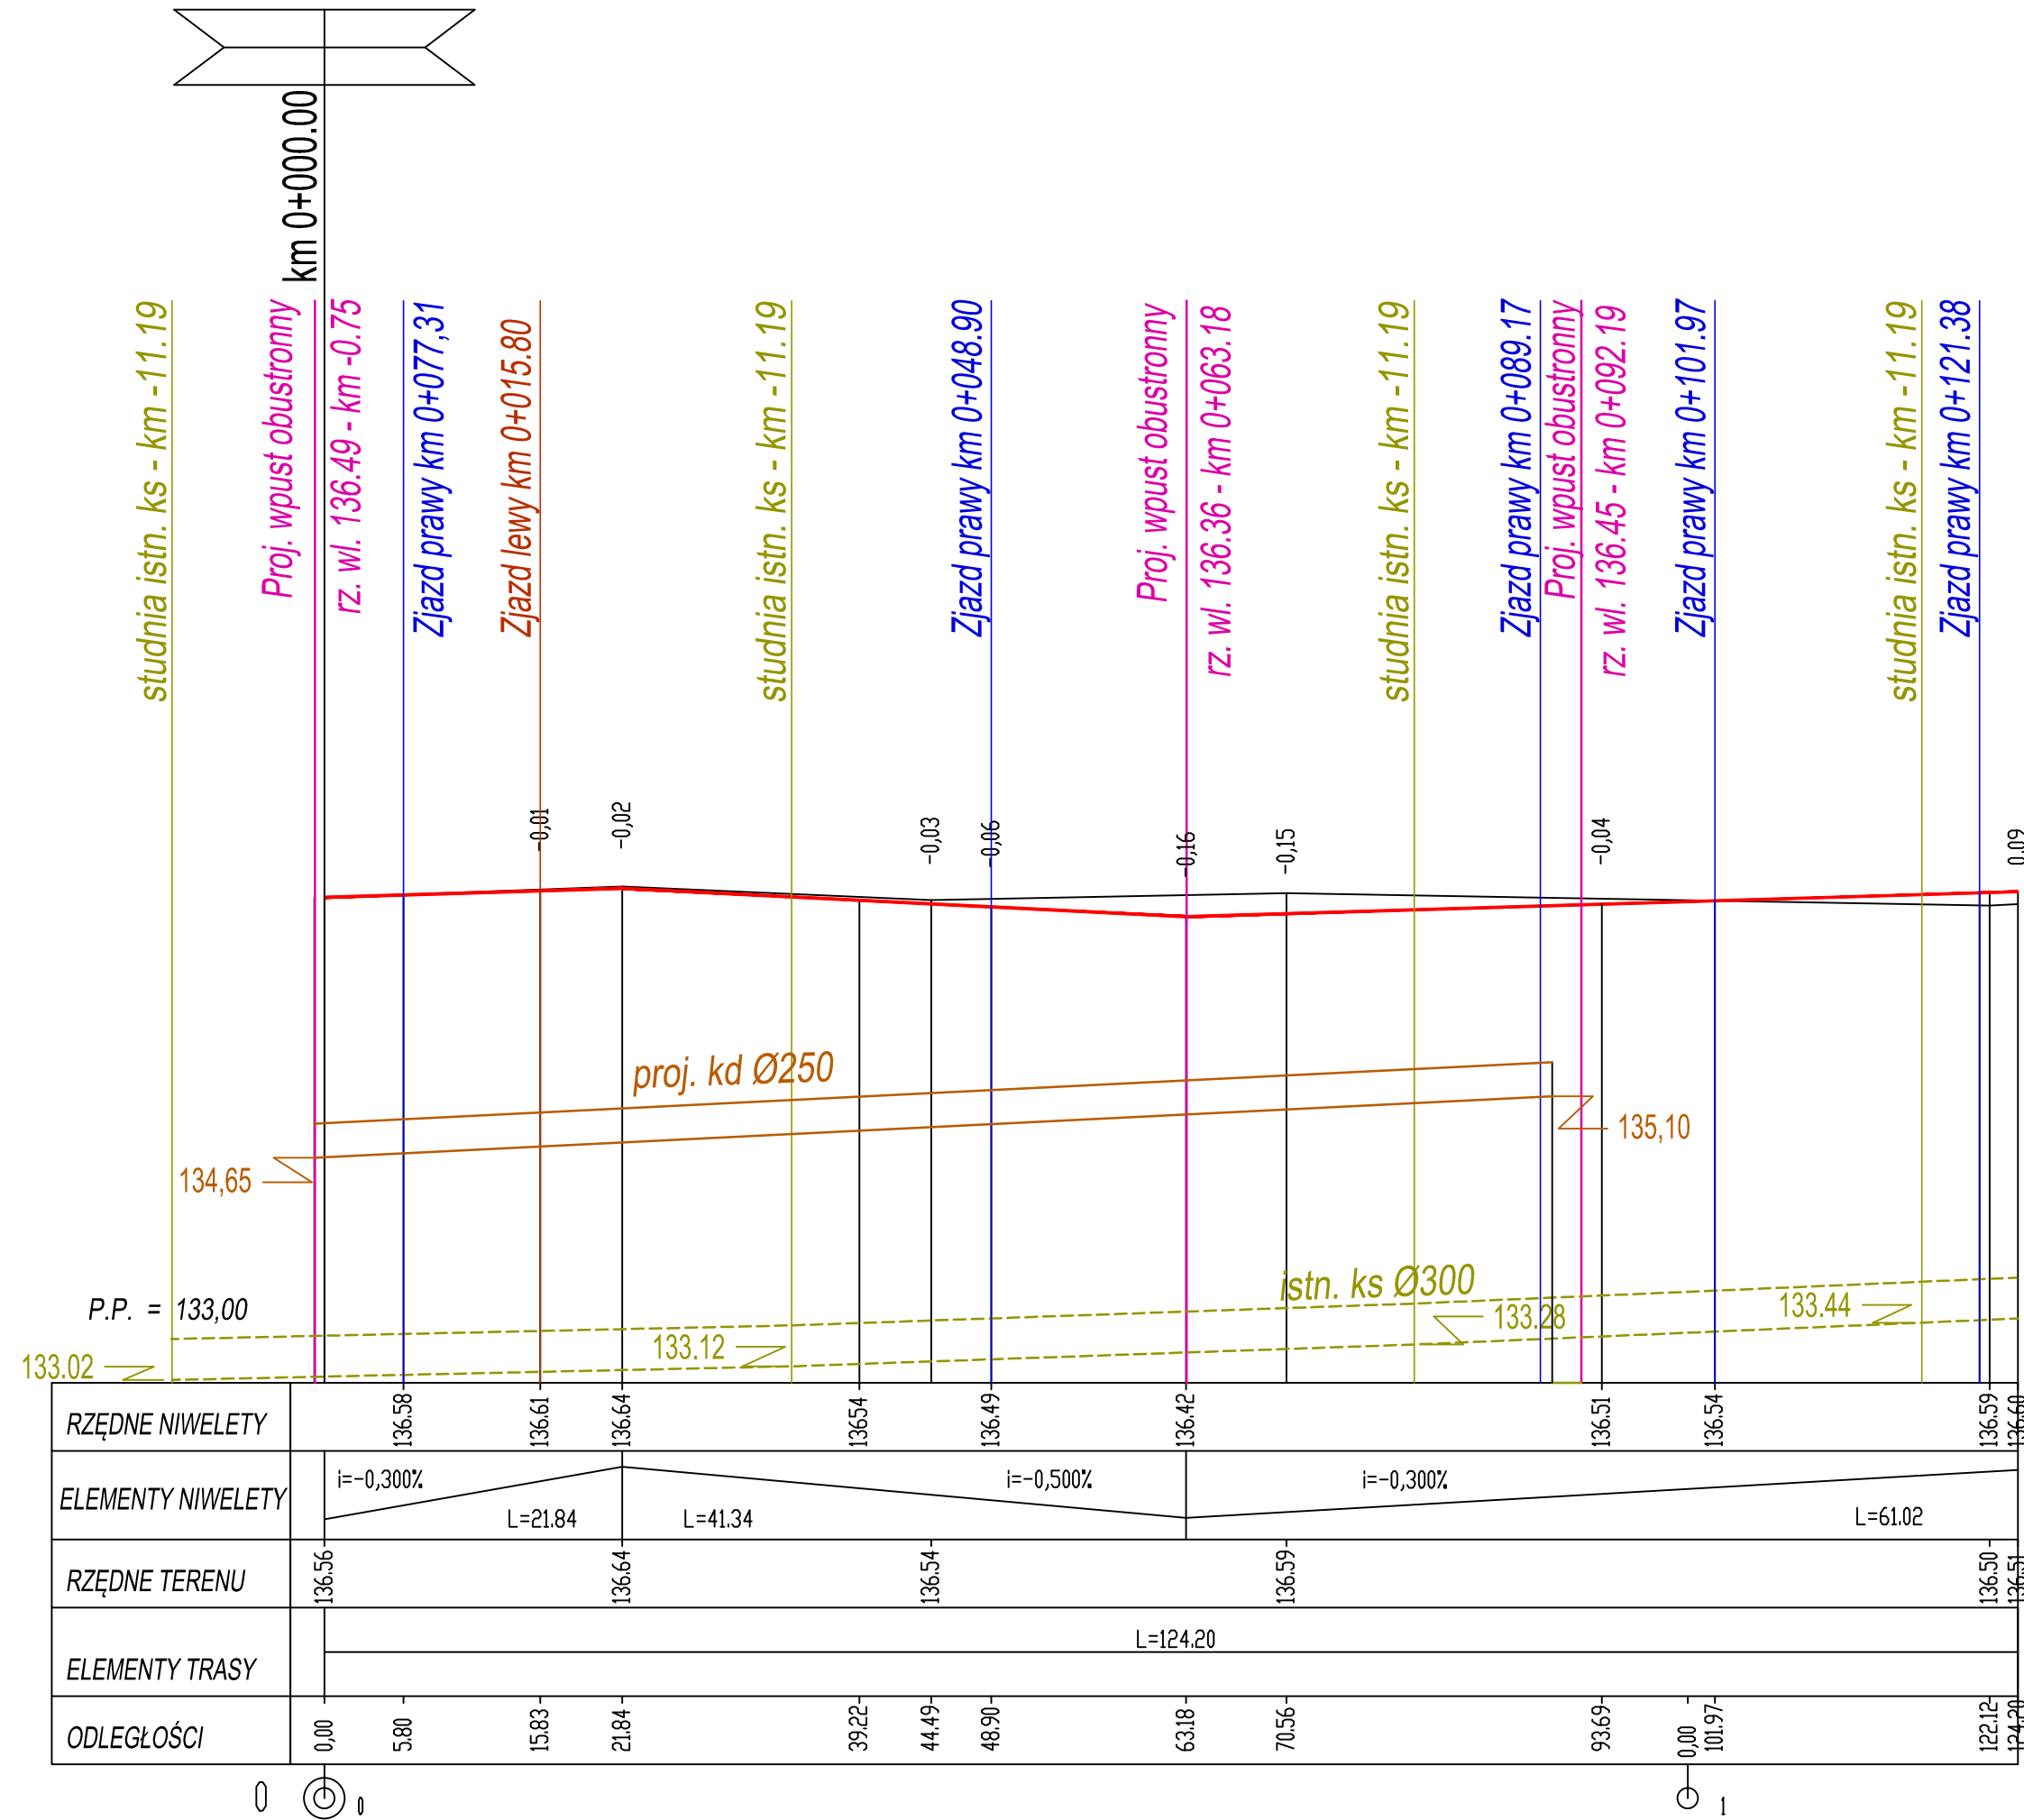 km 0+000.00
studnia istn. ks - km -11.19
Proj. wpust obustronny
rz. wl. 136.49 - km -0.75
Zjazd prawy km 0+077,31
Zjazd lewy km 0+015.80
studnia istn. ks - km -11.19
Zjazd prawy km 0+048.90
Proj. wpust obustronny
rz. wl. 136.36 - km 0+063.18
studnia istn. ks - km -11.19
Zjazd prawy km 0+089.17
Proj. wpust obustronny
rz. wl. 136.45 - km 0+092.19
Zjazd prawy km 0+101.97
studnia istn. ks - km -11.19
Zjazd prawy km 0+121.38
-0,01
-0,02
-0,03
-0,06
-0,16
-0,15
-0,04
0.09
proj. kd Ø250
135,10
134,65
istn. ks Ø300
P.P. = 133,00
133.02
133.12
133.28
133.44
RZĘDNE NIWELETY
136.58
136.61
136.64
136.54
136.49
136.42
136.51
136.54
136.59
136.60
ELEMENTY NIWELETY
i=-0,300%
L=21.84
L=41.34
i=-0,500%
i=-0,300%
L=61.02
RZĘDNE TERENU
136.56
136.64
136.54
136.59
136.50
136.51
ELEMENTY TRASY
L=124.20
ODLEGŁOŚCI
0,00
5.80
15.83
21.84
39.22
44.49
48.90
63.18
70.56
93.69
0,00
101.97
122.12
124.20
0
0
1